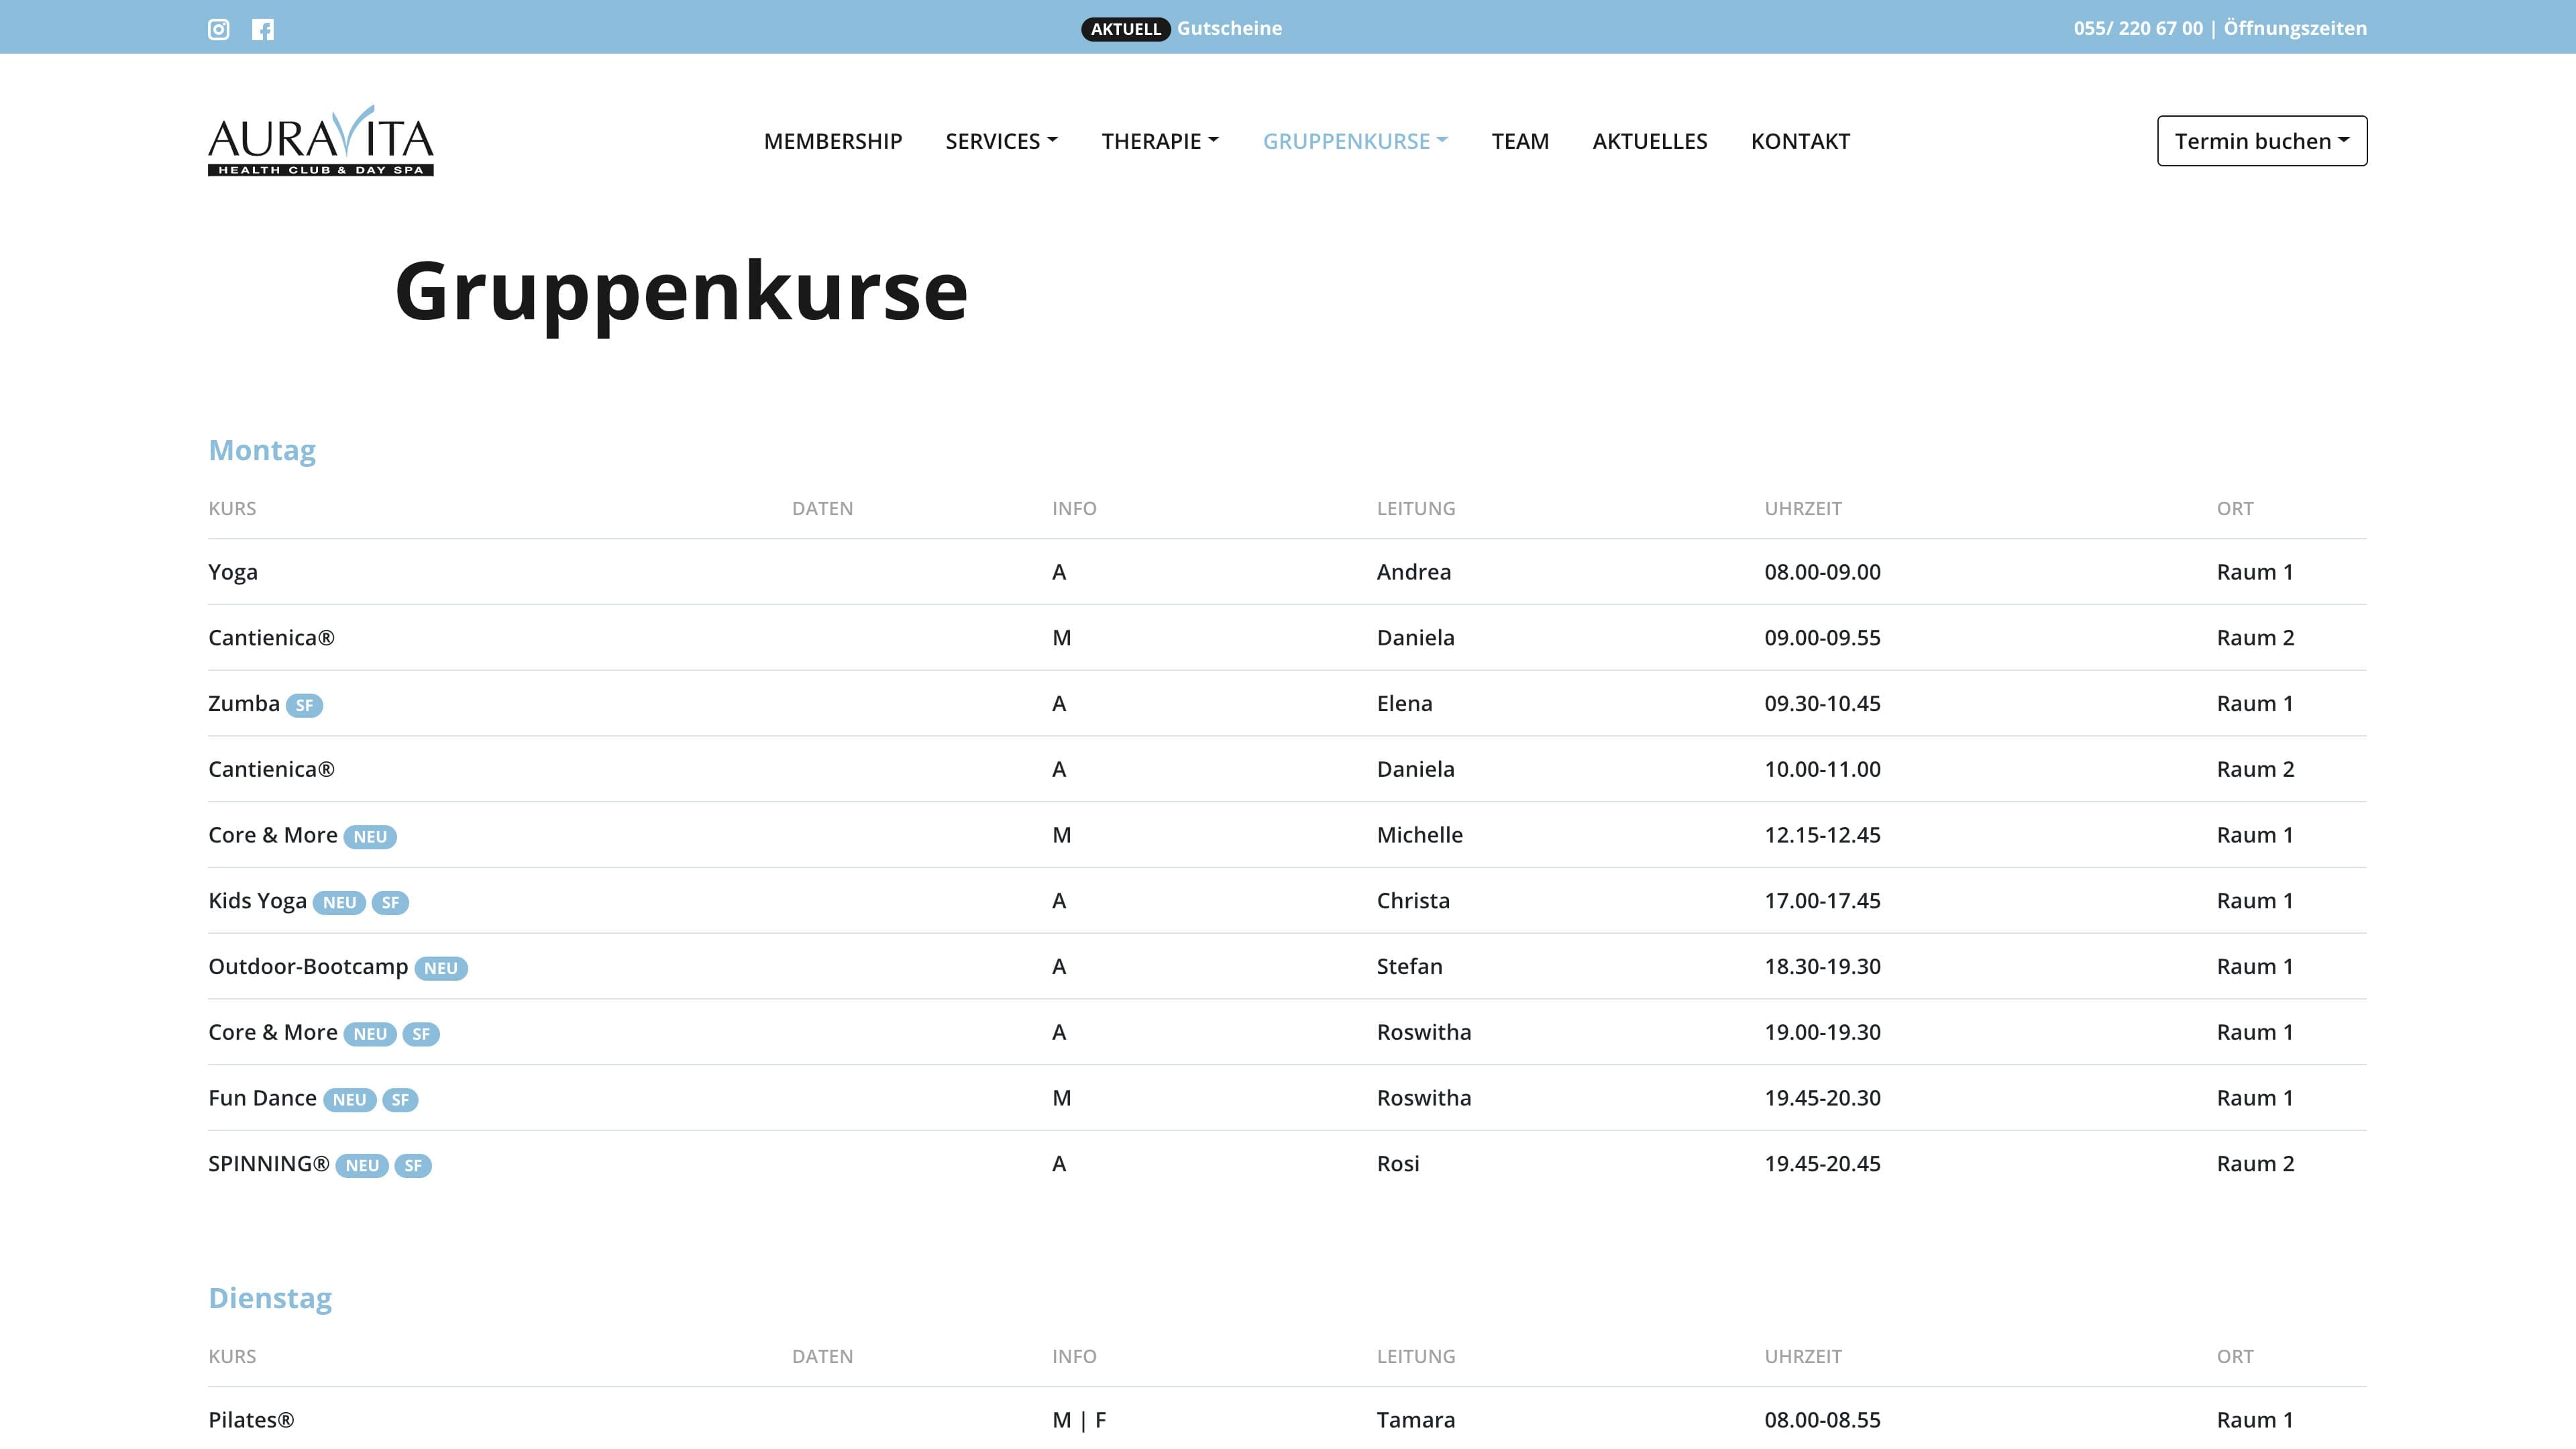 AKTUELL Gutscheine
055/ 220 67 00 | Öffnungszeiten
AURAVITA
HEALTH CLUB & DAY SPA
MEMBERSHIP SERVICES THERAPIE GRUPPENKURSE TEAM AKTUELLES KONTAKT
Termin buchen
Gruppenkurse
Montag
KURS DATEN INFO LEITUNG UHRZEIT ORT
Yoga A Andrea 08.00-09.00 Raum 1
Cantienica® M Daniela 09.00-09.55 Raum 2
Zumba SF A Elena 09.30-10.45 Raum 1
Cantienica® A Daniela 10.00-11.00 Raum 2
Core & More NEU M Michelle 12.15-12.45 Raum 1
Kids Yoga NEU SF A Christa 17.00-17.45 Raum 1
Outdoor-Bootcamp NEU A Stefan 18.30-19.30 Raum 1
Core & More NEU SF A Roswitha 19.00-19.30 Raum 1
Fun Dance NEU SF M Roswitha 19.45-20.30 Raum 1
SPINNING® NEU SF A Rosi 19.45-20.45 Raum 2
Dienstag
KURS DATEN INFO LEITUNG UHRZEIT ORT
Pilates® M | F Tamara 08.00-08.55 Raum 1